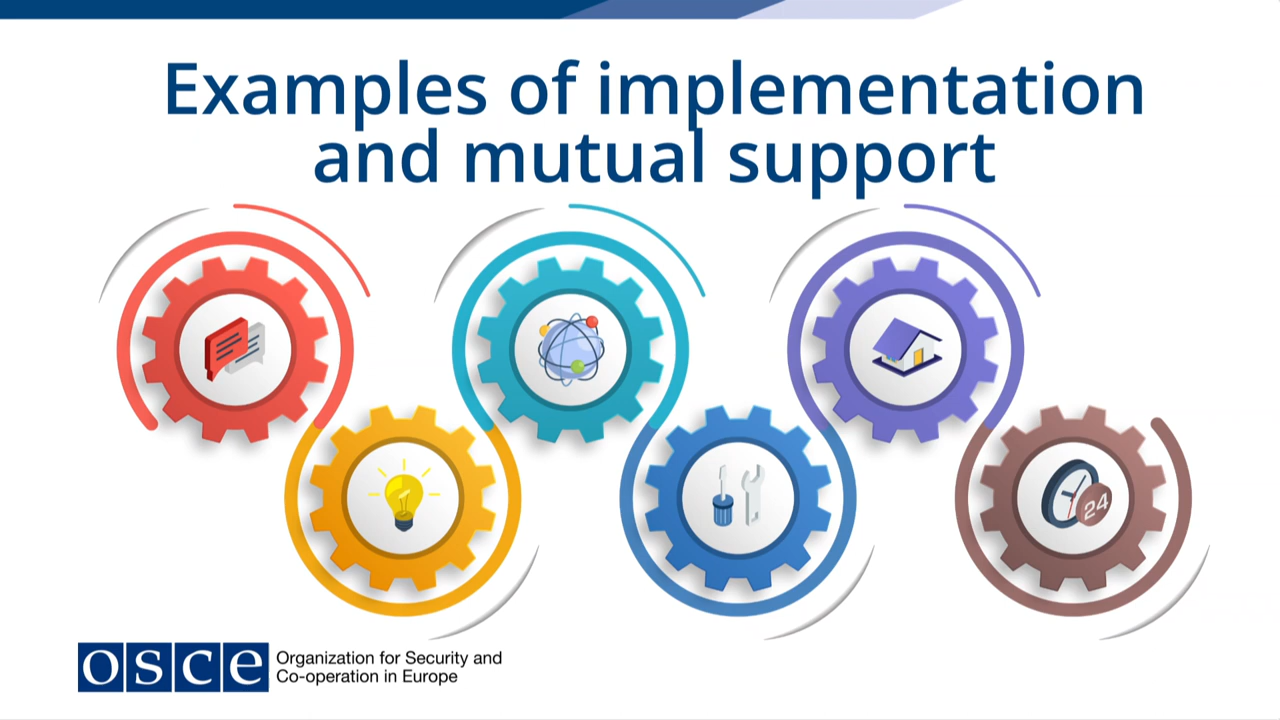 Examples of implementation
and mutual support
24
osce
Organization for Security and
Co-operation in Europe